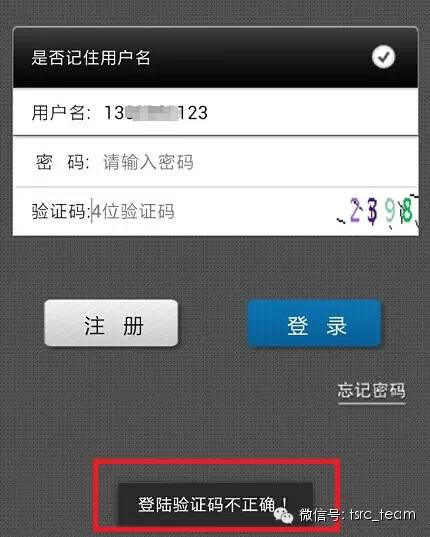 是否记住用户名
用户名: 13 123
密 码: 请输入密码
验证码:4位验证码 2398
注 册 登 录
忘记密码
登陆验证码不正确!
微信号: tsrc_team